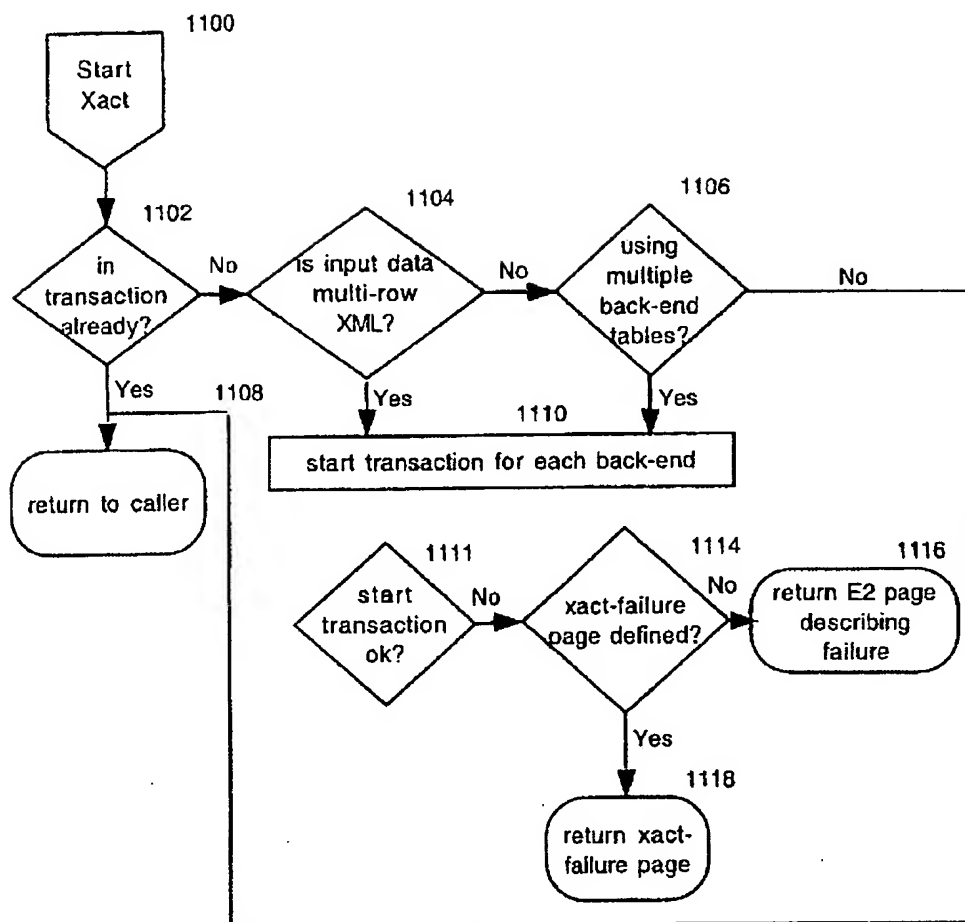 1100
Start
Xact
1102
in
transaction
already?
No
1104
is input data
multi-row
XML?
No
1106
using
multiple
back-end
tables?
No
Yes
1108
return to caller
Yes
Yes
1110
start transaction for each back-end
1111
start
transaction
ok?
No
1114
xact-failure
page defined?
No
1116
return E2 page
describing
failure
Yes
1118
return xact-
failure page